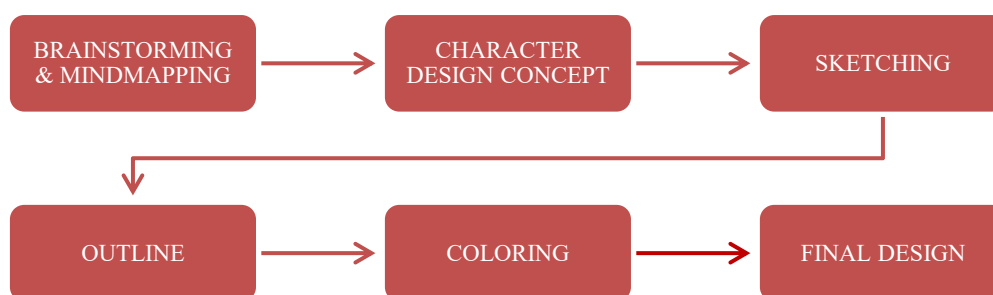 BRAINSTORMING
& MINDMAPPING
CHARACTER
DESIGN CONCEPT
SKETCHING
OUTLINE
COLORING
FINAL DESIGN